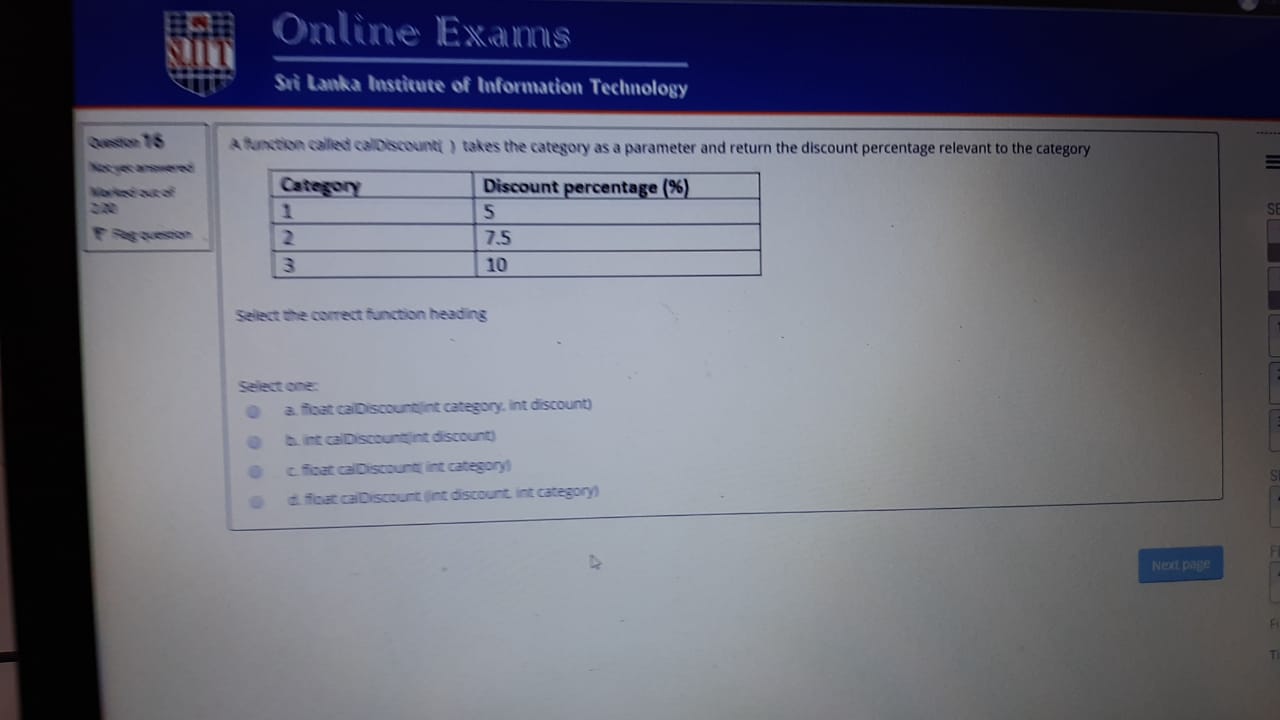 SLIIT
Online Exams
Sri Lanka Institute of Information Technology
Question 16
Not yet answered
Marked out of
2.00
Flag question
A function called calDiscount( ) takes the category as a parameter and return the discount percentage relevant to the category
Category Discount percentage (%)
1 5
2 7.5
3 10
Select the correct function heading
Select one:
a. float calDiscount(int category, int discount)
b. int calDiscount(int discount)
c. float calDiscount( int category)
d. float calDiscount (int discount, int category)
Next page